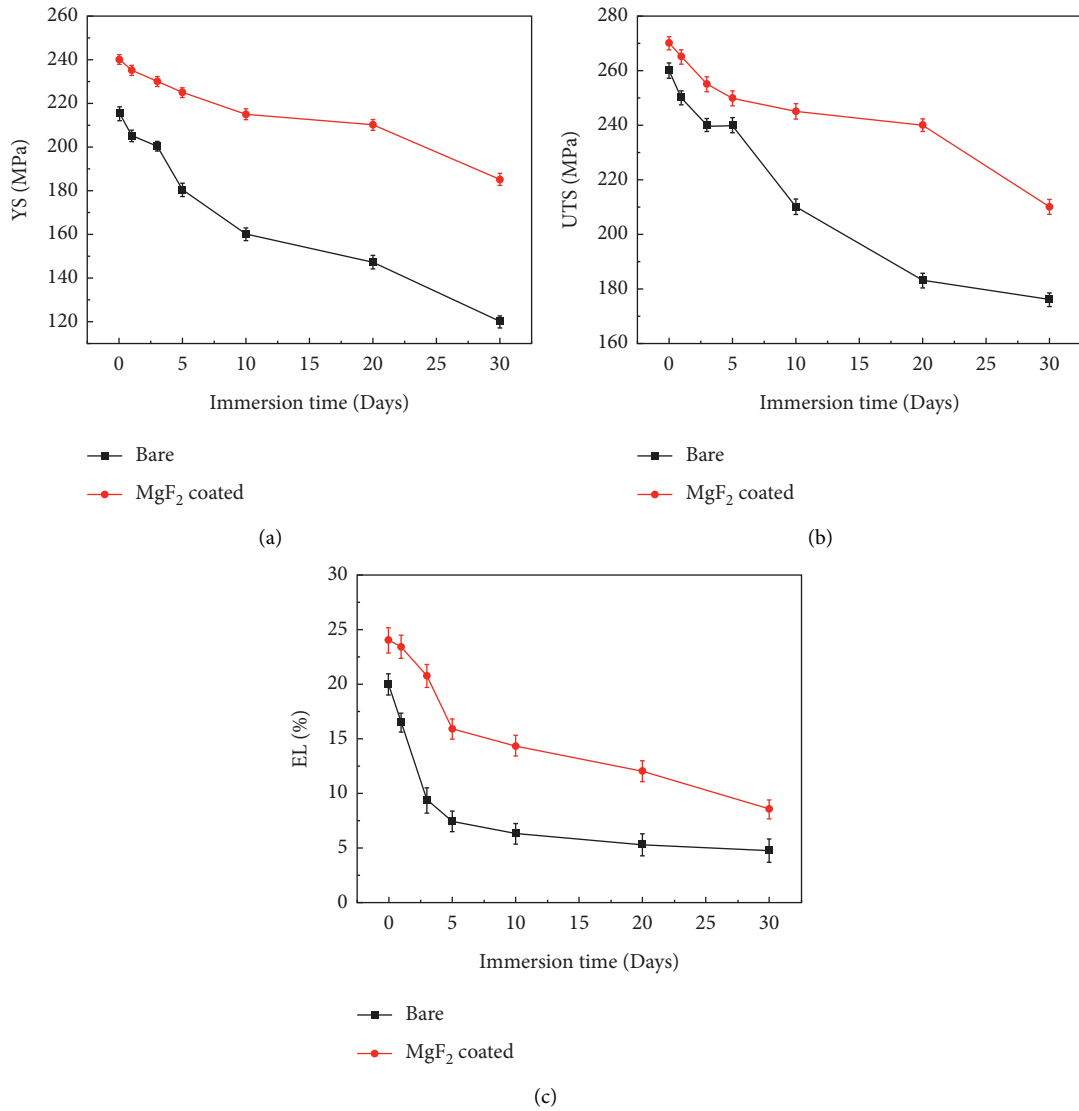 260
240
220
200
180
160
140
120
YS (MPa)
0 5 10 15 20 25 30
Immersion time (Days)
Bare
MgF₂ coated
(a)
280
260
240
220
200
180
160
UTS (MPa)
0 5 10 15 20 25 30
Immersion time (Days)
Bare
MgF₂ coated
(b)
30
25
20
15
10
5
0
EL (%)
0 5 10 15 20 25 30
Immersion time (Days)
Bare
MgF₂ coated
(c)